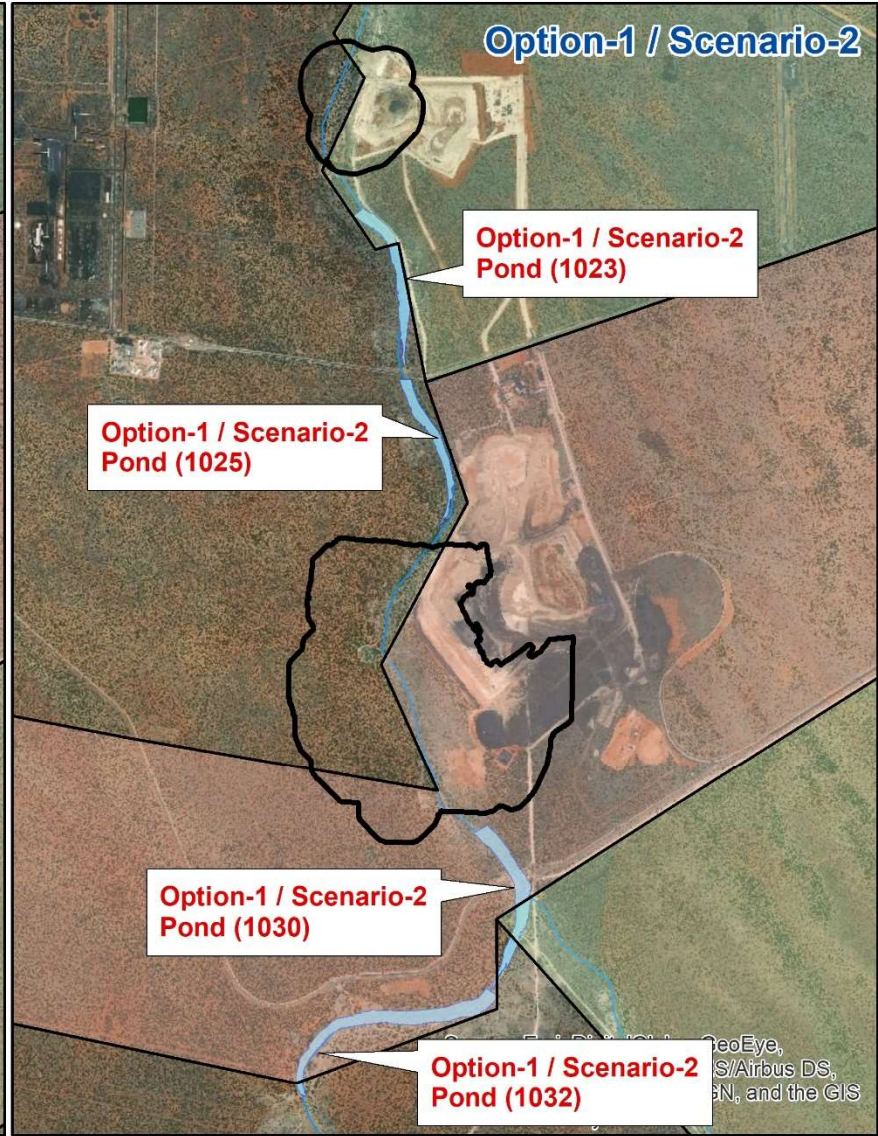 Option-1 / Scenario-2
Option-1 / Scenario-2
Pond (1023)
Option-1 / Scenario-2
Pond (1025)
Option-1 / Scenario-2
Pond (1030)
GeoEye,
Option-1 / Scenario-2
Pond (1032)
S/Airbus DS,
and the GIS